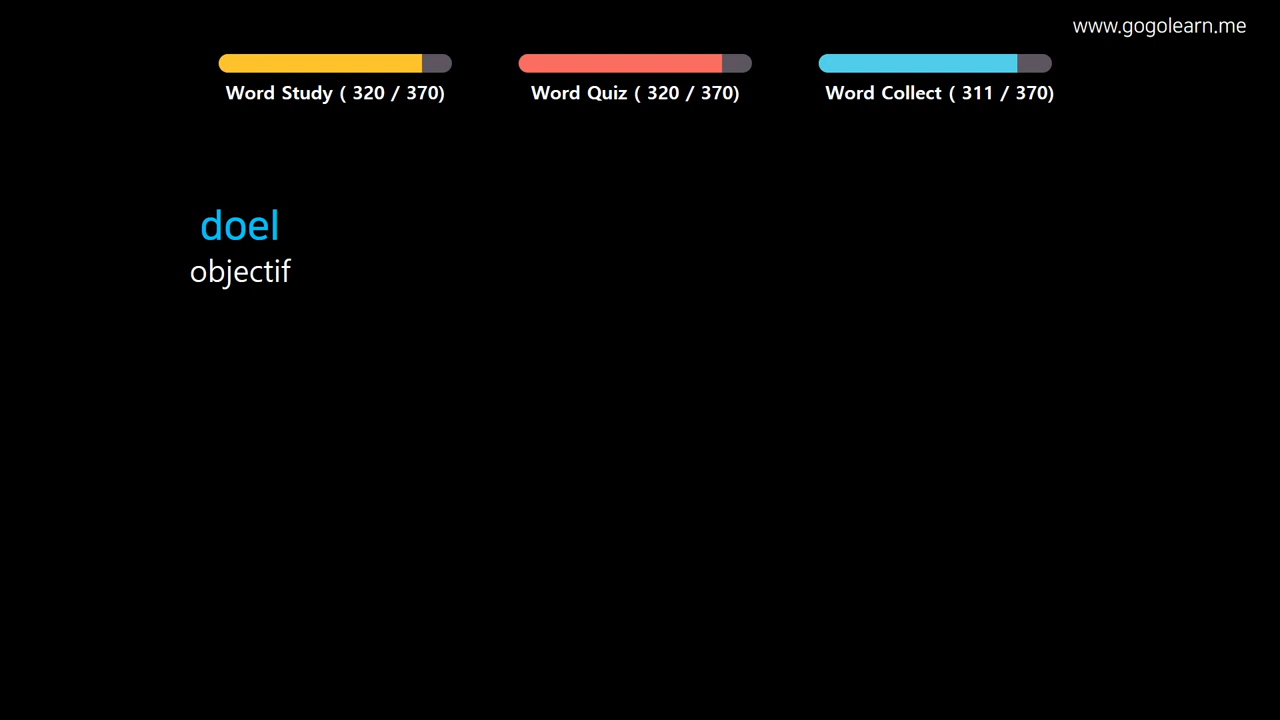 www.gogolearn.me
Word Study ( 320 / 370)
Word Quiz ( 320 / 370)
Word Collect ( 311 / 370)
doel
objectif